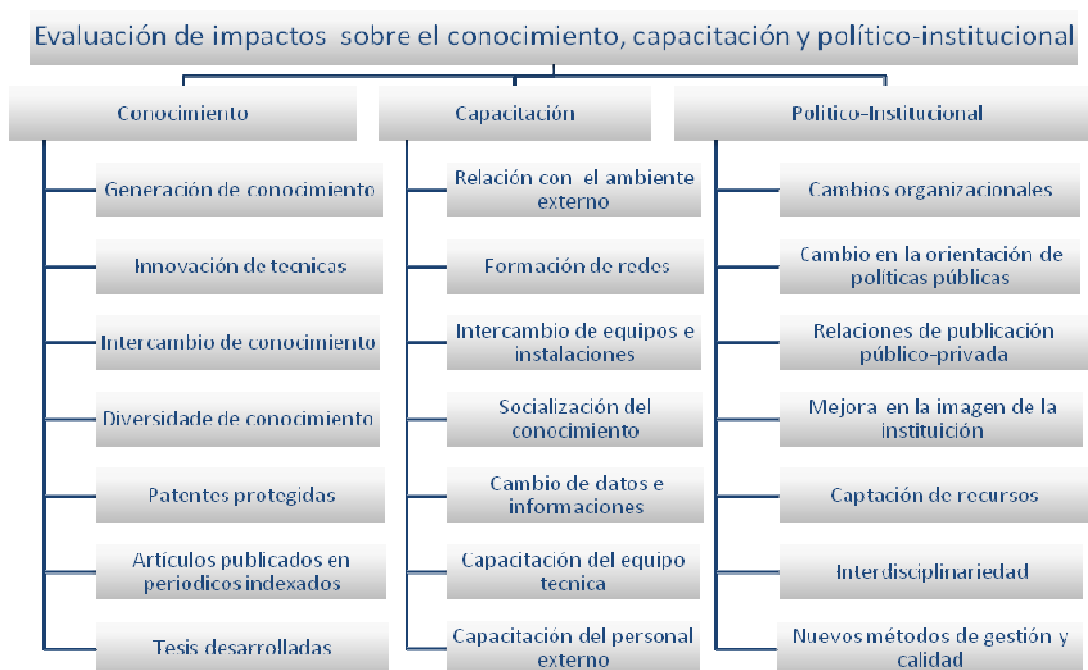 Evaluación de impactos sobre el conocimiento, capacitación y político-institucional
Conocimiento
Generación de conocimiento
Innovación de tecnicas
Intercambio de conocimiento
Diversidade de conocimiento
Patentes protegidas
Artículos publicados en
periodicos indexados
Tesis desarrolladas
Capacitación
Relación con el ambiente
externo
Formación de redes
Intercambio de equipos e
instalaciones
Socialización del
conocimiento
Cambio de datos e
informaciones
Capacitación del equipo
tecnica
Capacitación del personal
externo
Politico-Institucional
Cambios organizacionales
Cambio en la orientación de
políticas públicas
Relaciones de publicación
público-privada
Mejora en la imagen de la
instituición
Captación de recursos
Interdisciplinariedad
Nuevos métodos de gestión y
calidad